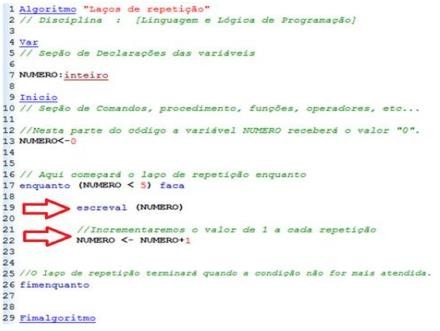 1 Algoritmo "Laços de repetição"
2 // Disciplina : [Linguagem e Lógica de Programação]
3
4 Var
5 // Seção de Declarações das variáveis
6
7 NUMERO:inteiro
8
9 Inicio
10 // Seção de Comandos, procedimento, funções, operadores, etc...
11
12 //Nesta parte do código a variável NUMERO receberá o valor "0".
13 NUMERO<-0
14
15
16 // Aqui começará o laço de repetição enquanto
17 enquanto (NUMERO < 5) faca
18
19 escreval (NUMERO)
20
21 //Incrementaremos o valor de 1 a cada repetição
22 NUMERO <- NUMERO+1
23
24
25 //O laço de repetição terminará quando a condição não for mais atendida.
26 fimenquanto
27
28
29 Fimalgoritmo